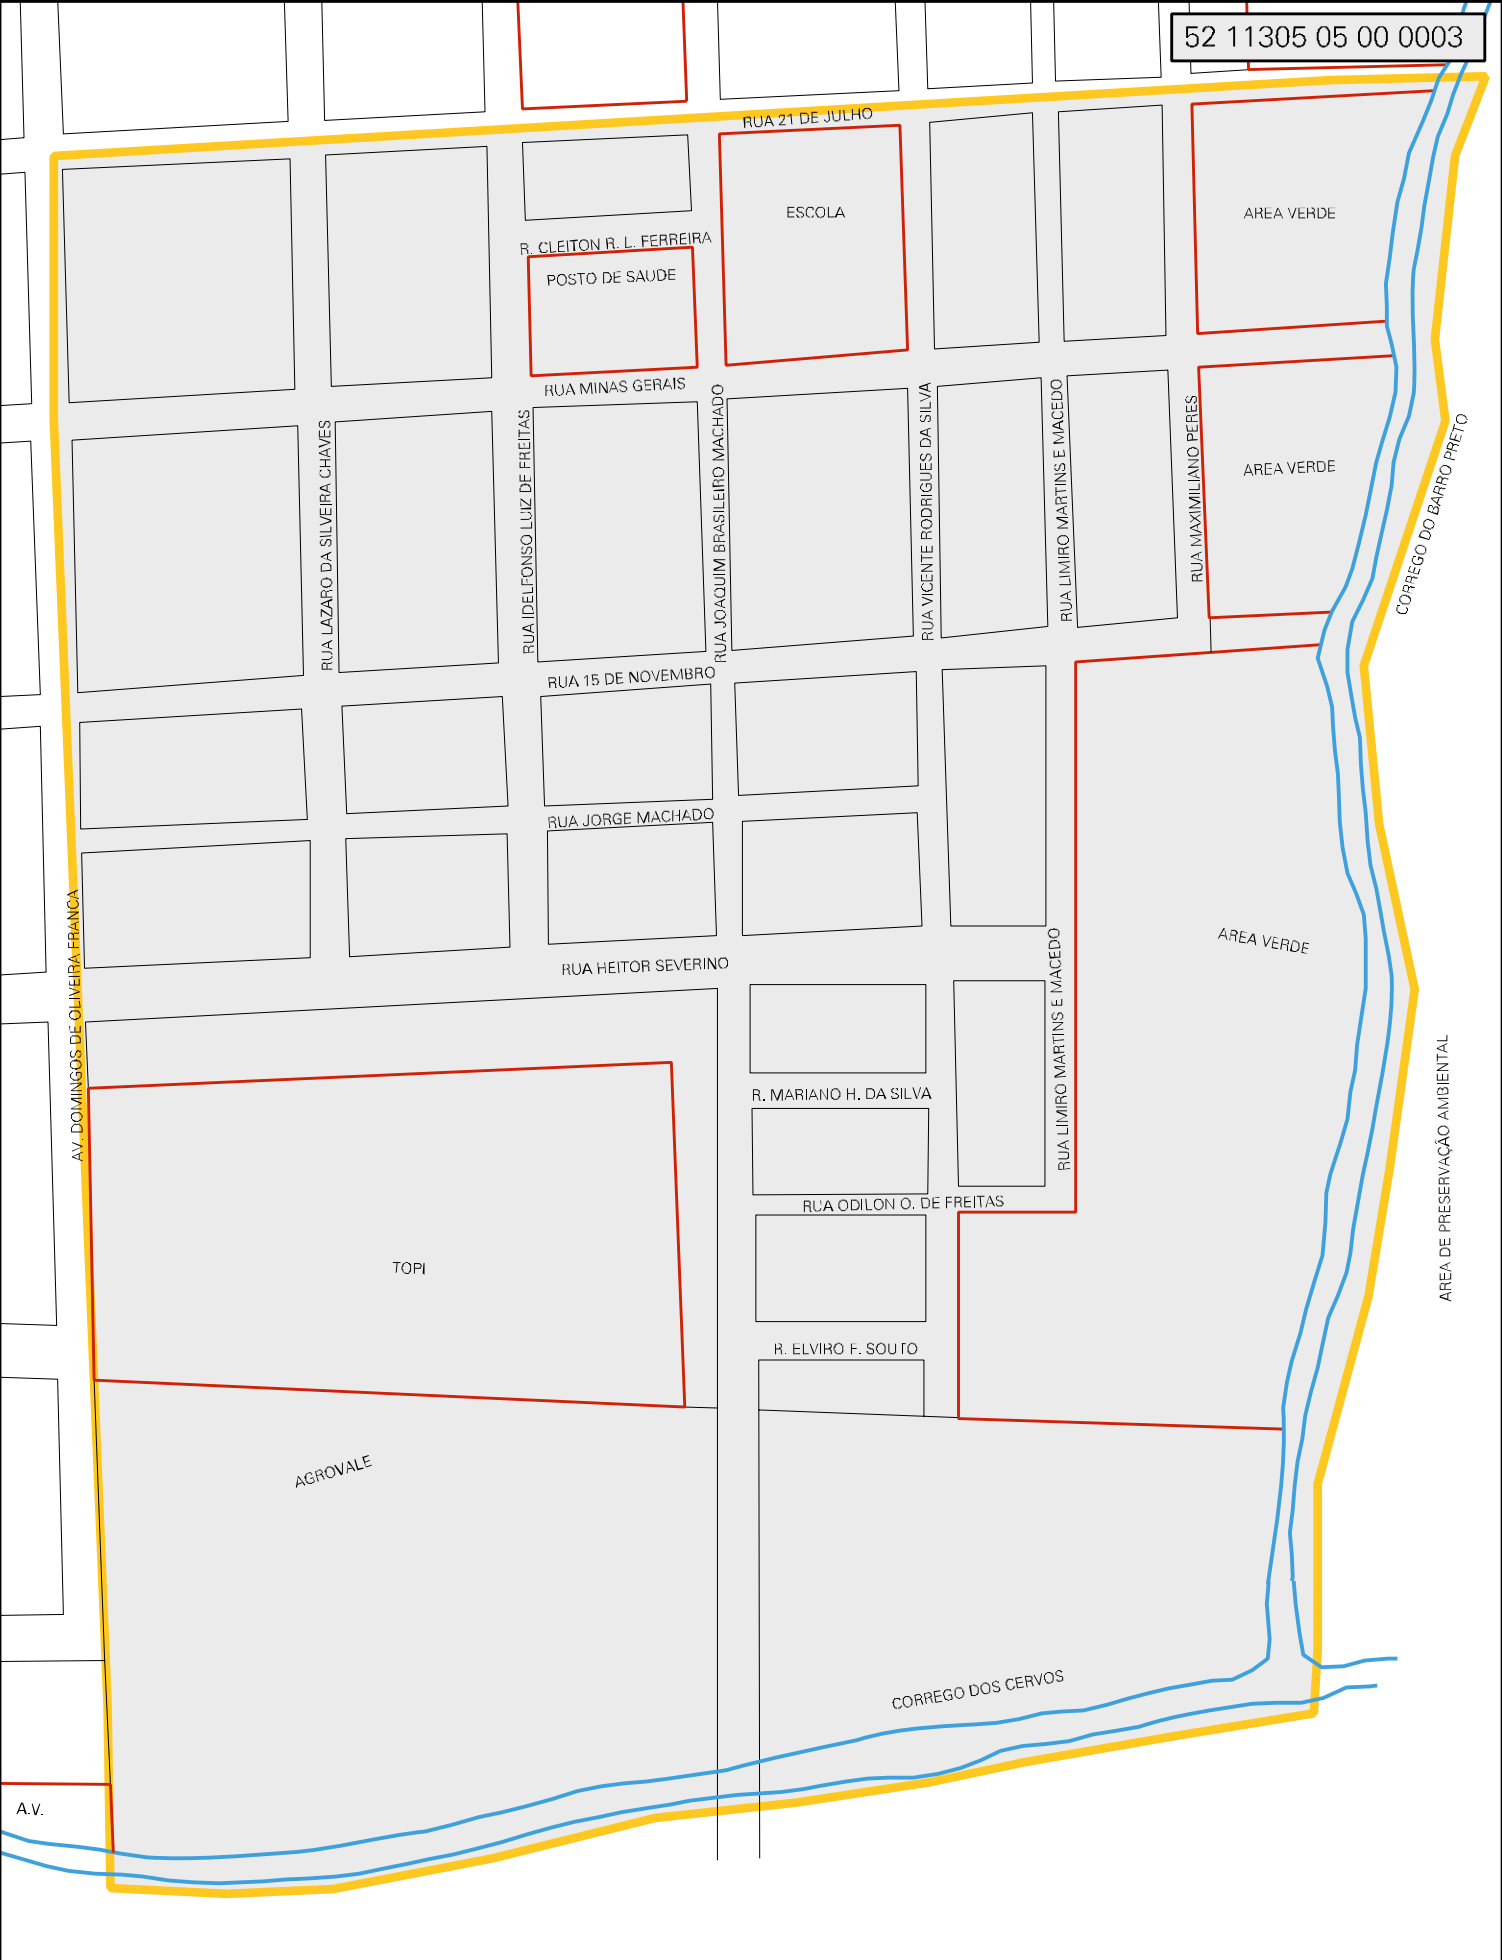 52 11305 05 00 0003
RUA 21 DE JULHO
ESCOLA
AREA VERDE
R. CLEITON R. L. FERREIRA
POSTO DE SAUDE
RUA MINAS GERAIS
RUA LAZARO DA SILVEIRA CHAVES
RUA IDELFONSO LUIZ DE FREITAS
RUA JOAQUIM BRASILEIRO MACHADO
RUA VICENTE RODRIGUES DA SILVA
RUA LIMIRO MARTINS E MACEDO
RUA MAXIMILIANO PERES
AREA VERDE
CORREGO DO BARRO PRETO
RUA 15 DE NOVEMBRO
RUA JORGE MACHADO
AV. DOMINGOS DE OLIVEIRA FRANCA
RUA HEITOR SEVERINO
RUA LIMIRO MARTINS E MACEDO
AREA VERDE
R. MARIANO H. DA SILVA
AREA DE PRESERVAÇÃO AMBIENTAL
RUA ODILON O. DE FREITAS
TOPI
R. ELVIRO F. SOUTO
AGROVALE
CORREGO DOS CERVOS
A.V.